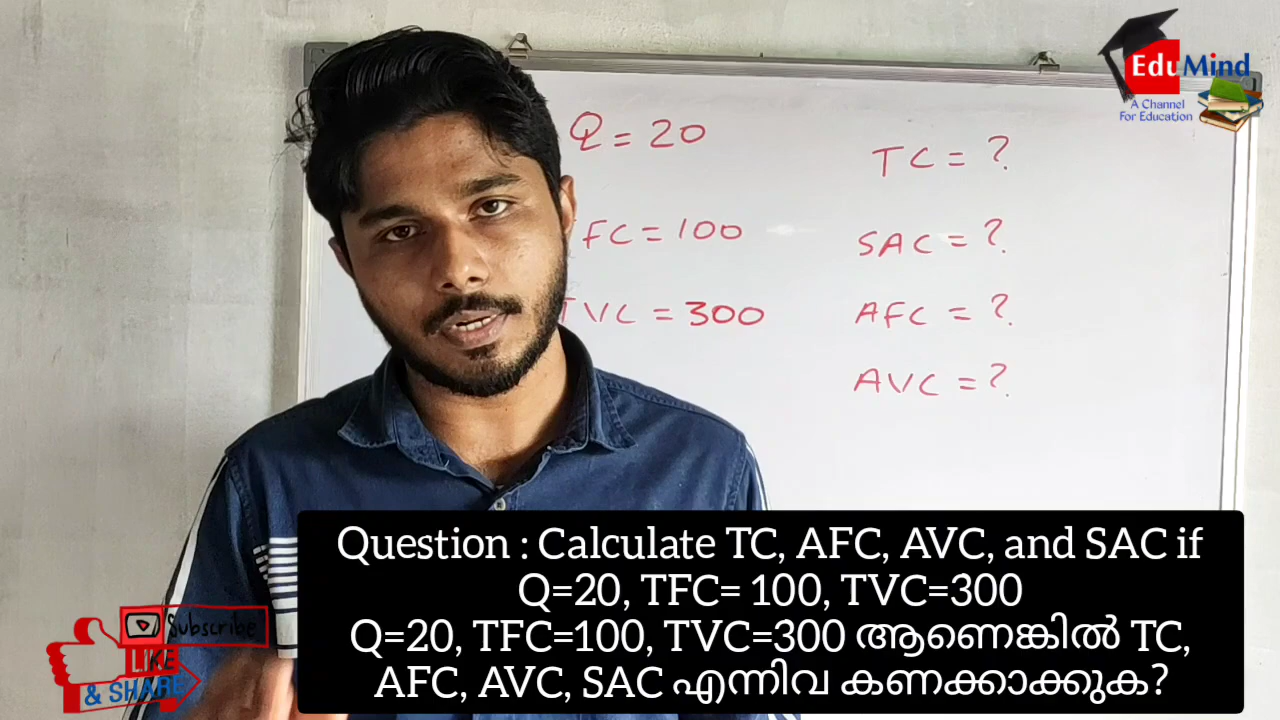 EduMind
A Channel
For Education
Q = 20
FC = 100
TVC = 300
TC = ?
SAC = ?
AFC = ?
AVC = ?
Question : Calculate TC, AFC, AVC, and SAC if
Q=20, TFC= 100, TVC=300
Q=20, TFC=100, TVC=300 ആണെങ്കിൽ TC,
AFC, AVC, SAC എന്നിവ കണക്കാക്കുക?
Subscribe
LIKE
& SHARE